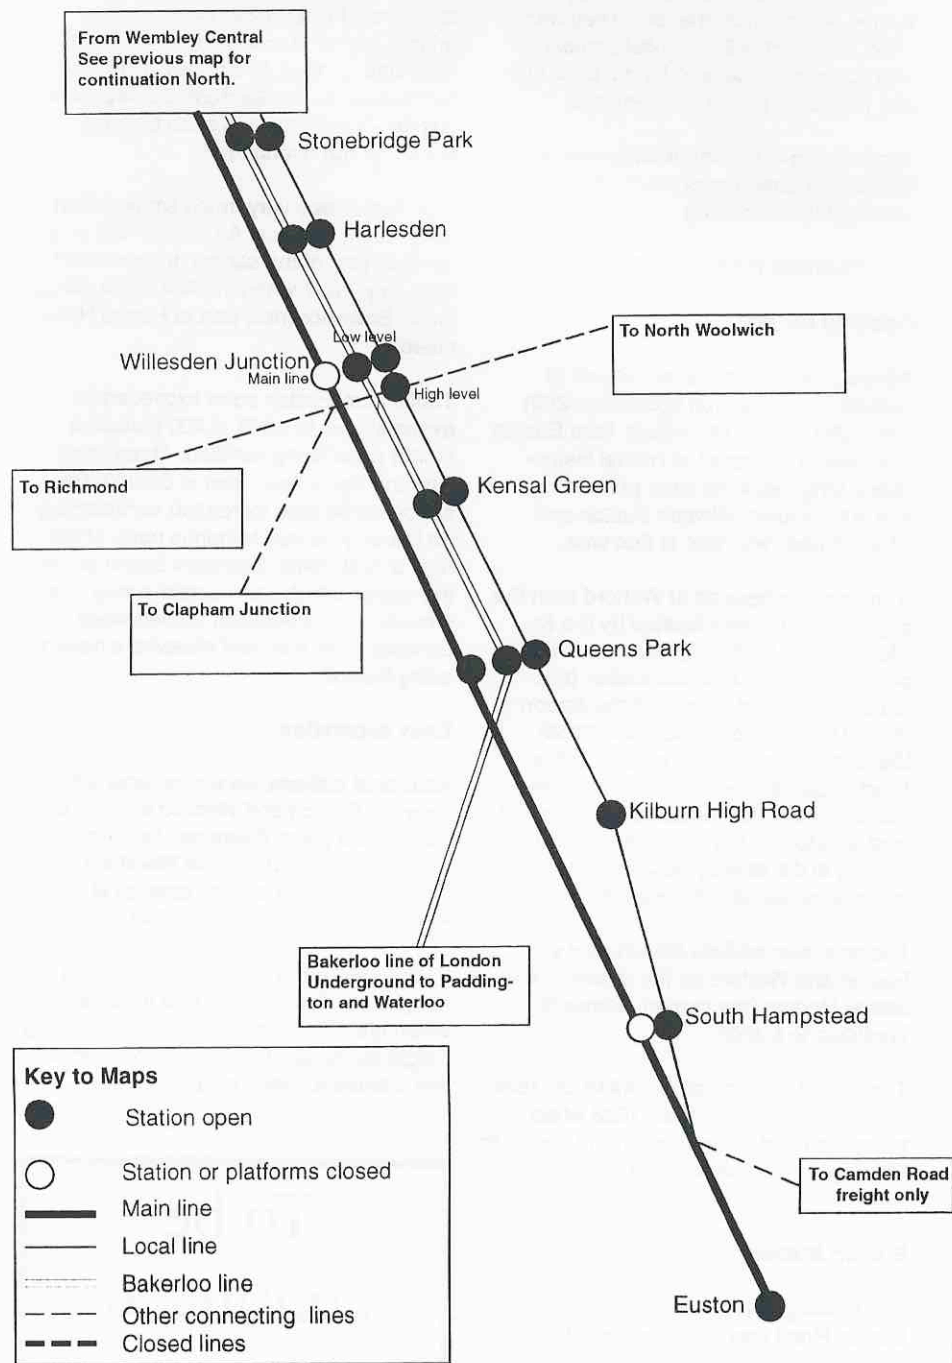 From Wembley Central
See previous map for
continuation North.
Stonebridge Park
Harlesden
To North Woolwich
Low level
Willesden Junction
Main line
High level
To Richmond
Kensal Green
To Clapham Junction
Queens Park
Kilburn High Road
Bakerloo line of London
Underground to Padding-
ton and Waterloo
South Hampstead
Key to Maps
Station open
Station or platforms closed
Main line
Local line
Bakerloo line
Other connecting lines
Closed lines
To Camden Road
freight only
Euston